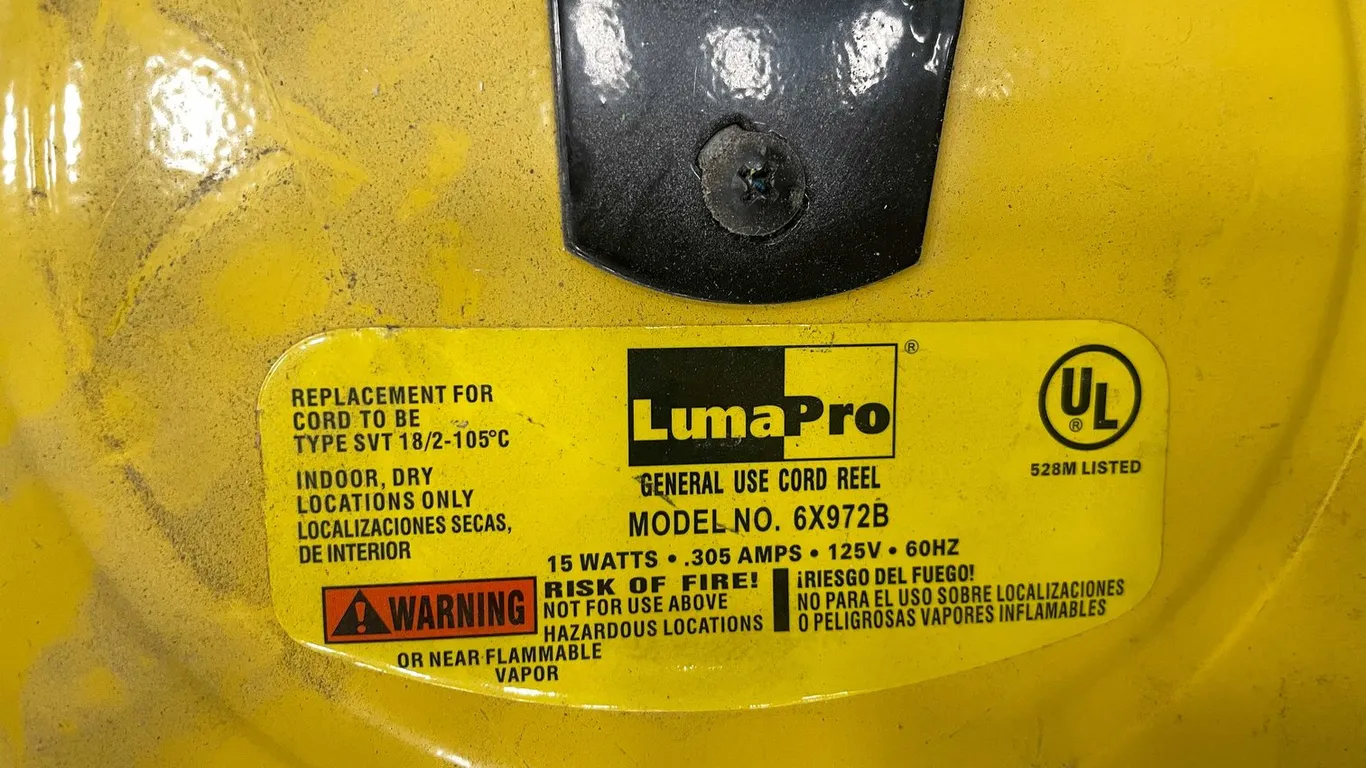 REPLACEMENT FOR
CORD TO BE
TYPE SVT 18/2-105°C
INDOOR, DRY
LOCATIONS ONLY
LOCALIZACIONES SECAS,
DE INTERIOR
LumaPro®
GENERAL USE CORD REEL
MODEL NO. 6X972B
UL®
528M LISTED
15 WATTS • .305 AMPS • 125V • 60HZ
WARNING
RISK OF FIRE!
NOT FOR USE ABOVE
HAZARDOUS LOCATIONS
OR NEAR FLAMMABLE
VAPOR
¡RIESGO DEL FUEGO!
NO PARA EL USO SOBRE LOCALIZACIONES
O PELIGROSAS VAPORES INFLAMABLES